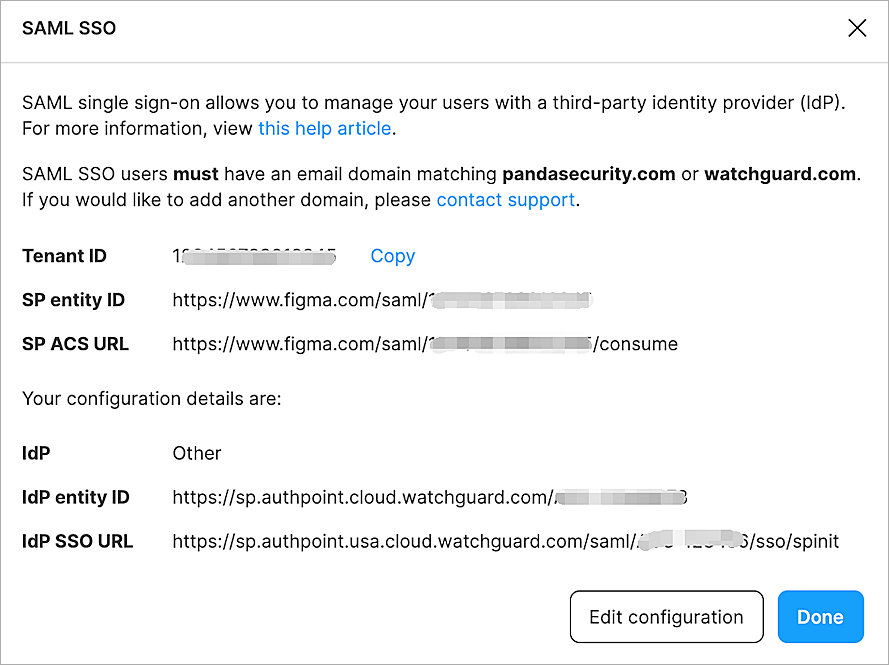 SAML SSO
SAML single sign-on allows you to manage your users with a third-party identity provider (IdP).
For more information, view this help article.
SAML SSO users must have an email domain matching pandasecurity.com or watchguard.com.
If you would like to add another domain, please contact support.
Tenant ID Copy
SP entity ID https://www.figma.com/saml/
SP ACS URL https://www.figma.com/saml/ /consume
Your configuration details are:
IdP Other
IdP entity ID https://sp.authpoint.cloud.watchguard.com/
IdP SSO URL https://sp.authpoint.usa.cloud.watchguard.com/saml/ /sso/spinit
Edit configuration Done